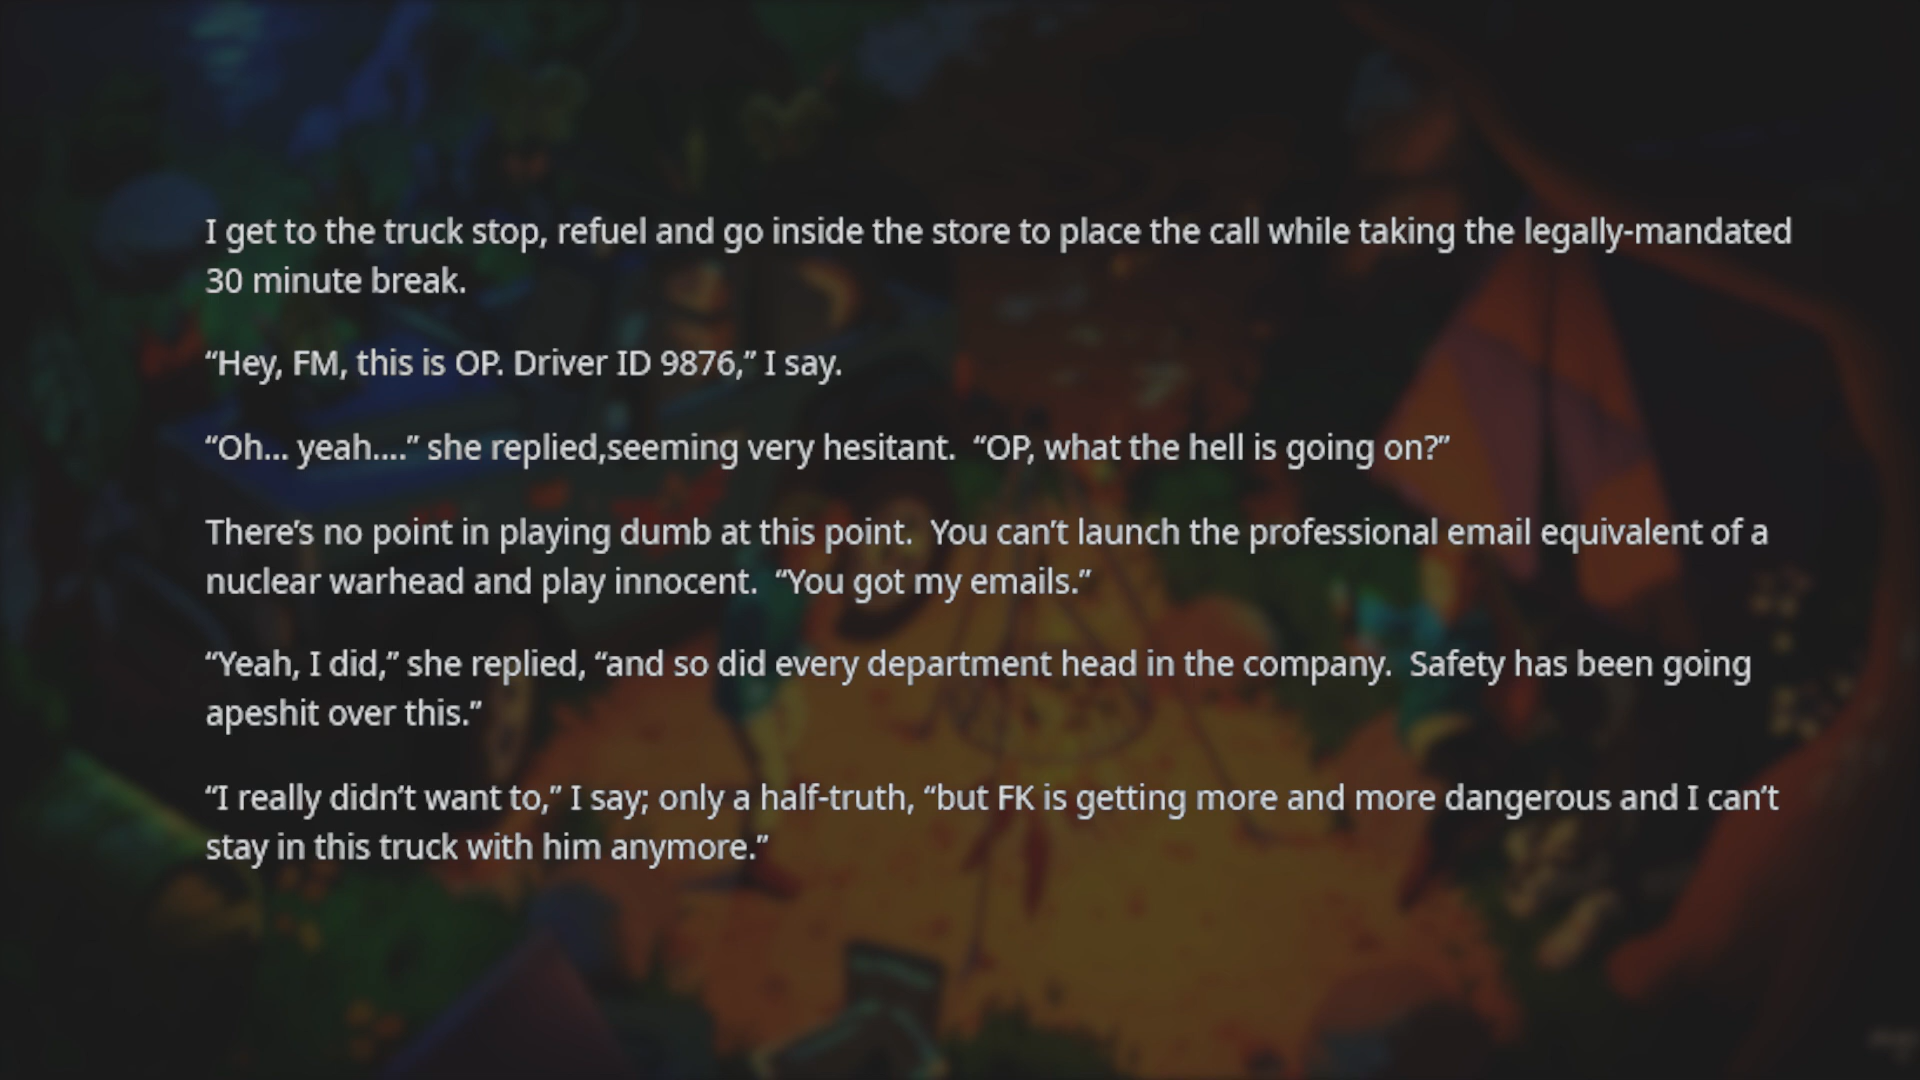 I get to the truck stop, refuel and go inside the store to place the call while taking the legally-mandated
30 minute break.
“Hey, FM, this is OP. Driver ID 9876,” I say.
“Oh... yeah....” she replied,seeming very hesitant.  “OP, what the hell is going on?”
There’s no point in playing dumb at this point.  You can’t launch the professional email equivalent of a
nuclear warhead and play innocent.  “You got my emails.”
“Yeah, I did,” she replied, “and so did every department head in the company.  Safety has been going
apeshit over this.”
“I really didn’t want to,” I say; only a half-truth, “but FK is getting more and more dangerous and I can’t
stay in this truck with him anymore.”